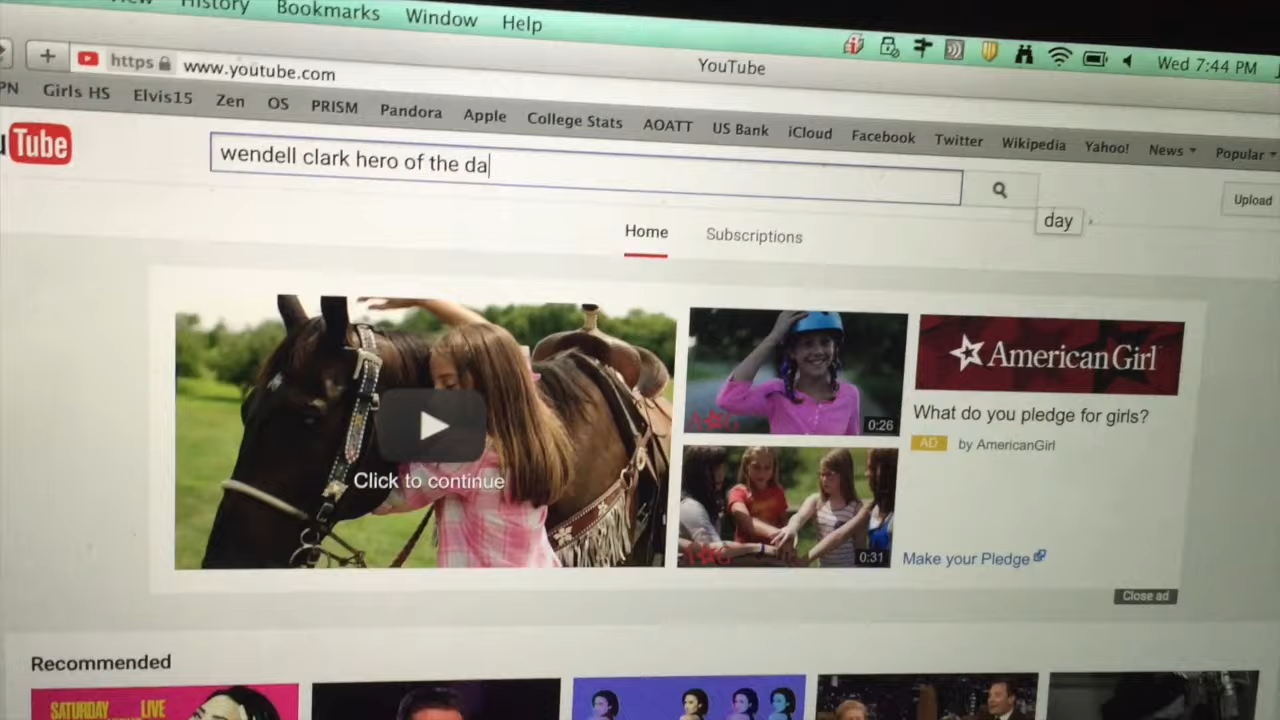 History Bookmarks Window Help
Wed 7:44 PM
https www.youtube.com
YouTube
PN Girls HS Elvis15 Zen OS PRISM Pandora Apple College Stats AOATT US Bank iCloud Facebook Twitter Wikipedia Yahoo! News Popular
Tube
wendell clark hero of the da
day
Upload
Home Subscriptions
Click to continue
0:26
0:31
American Girl
What do you pledge for girls?
AD by AmericanGirl
Make your Pledge
Close ad
Recommended
SATURDAY LIVE